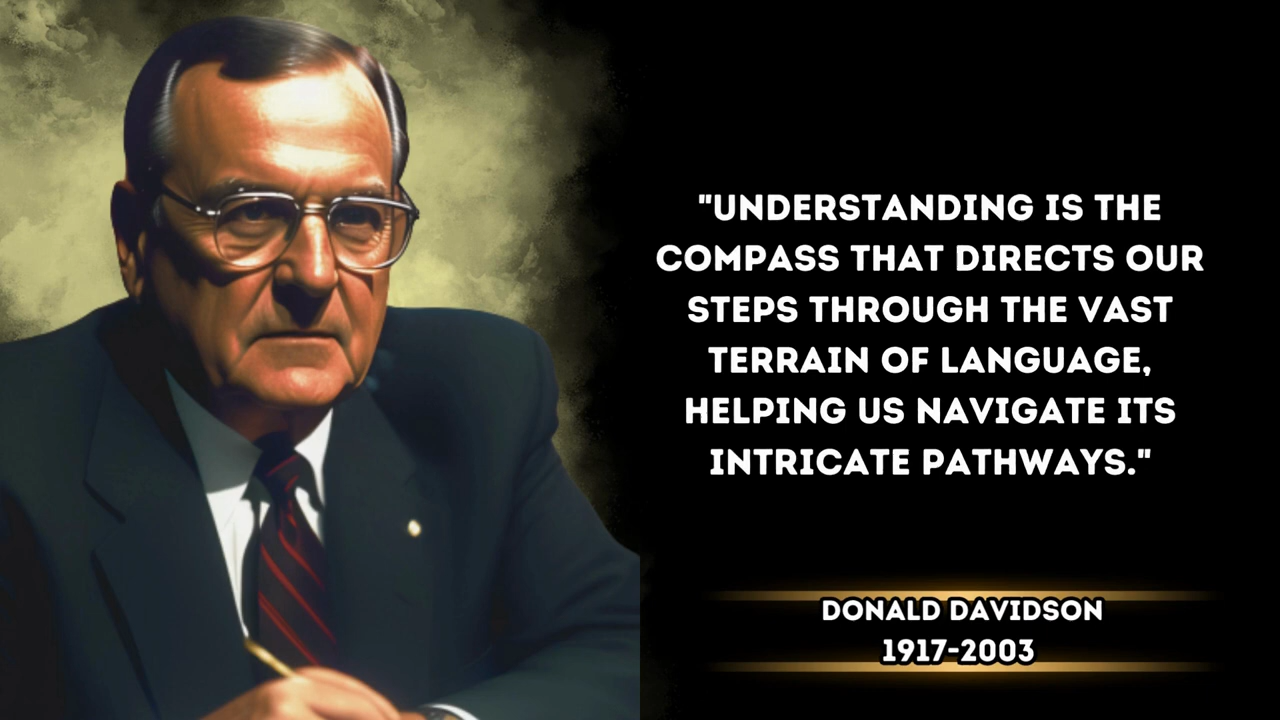 "UNDERSTANDING IS THE
COMPASS THAT DIRECTS OUR
STEPS THROUGH THE VAST
TERRAIN OF LANGUAGE,
HELPING US NAVIGATE ITS
INTRICATE PATHWAYS."
DONALD DAVIDSON
1917-2003